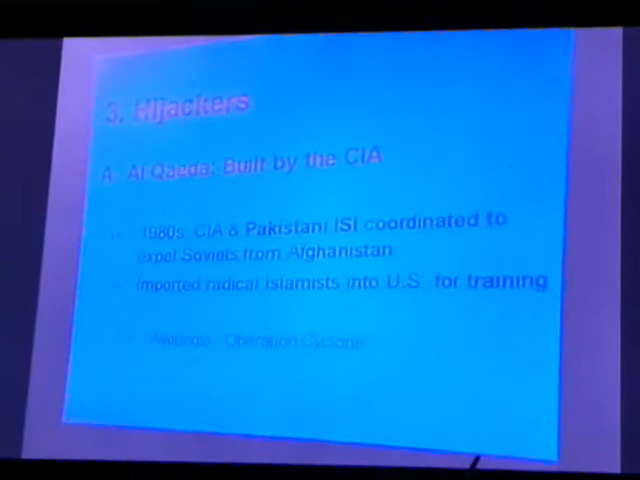 3. Hijackers
A. Al Qaeda: Built by the CIA
– 1980s: CIA & Pakistani ISI coordinated to
expel Soviets from Afghanistan
– Imported radical Islamists into U.S. for training
Operation Cyclone